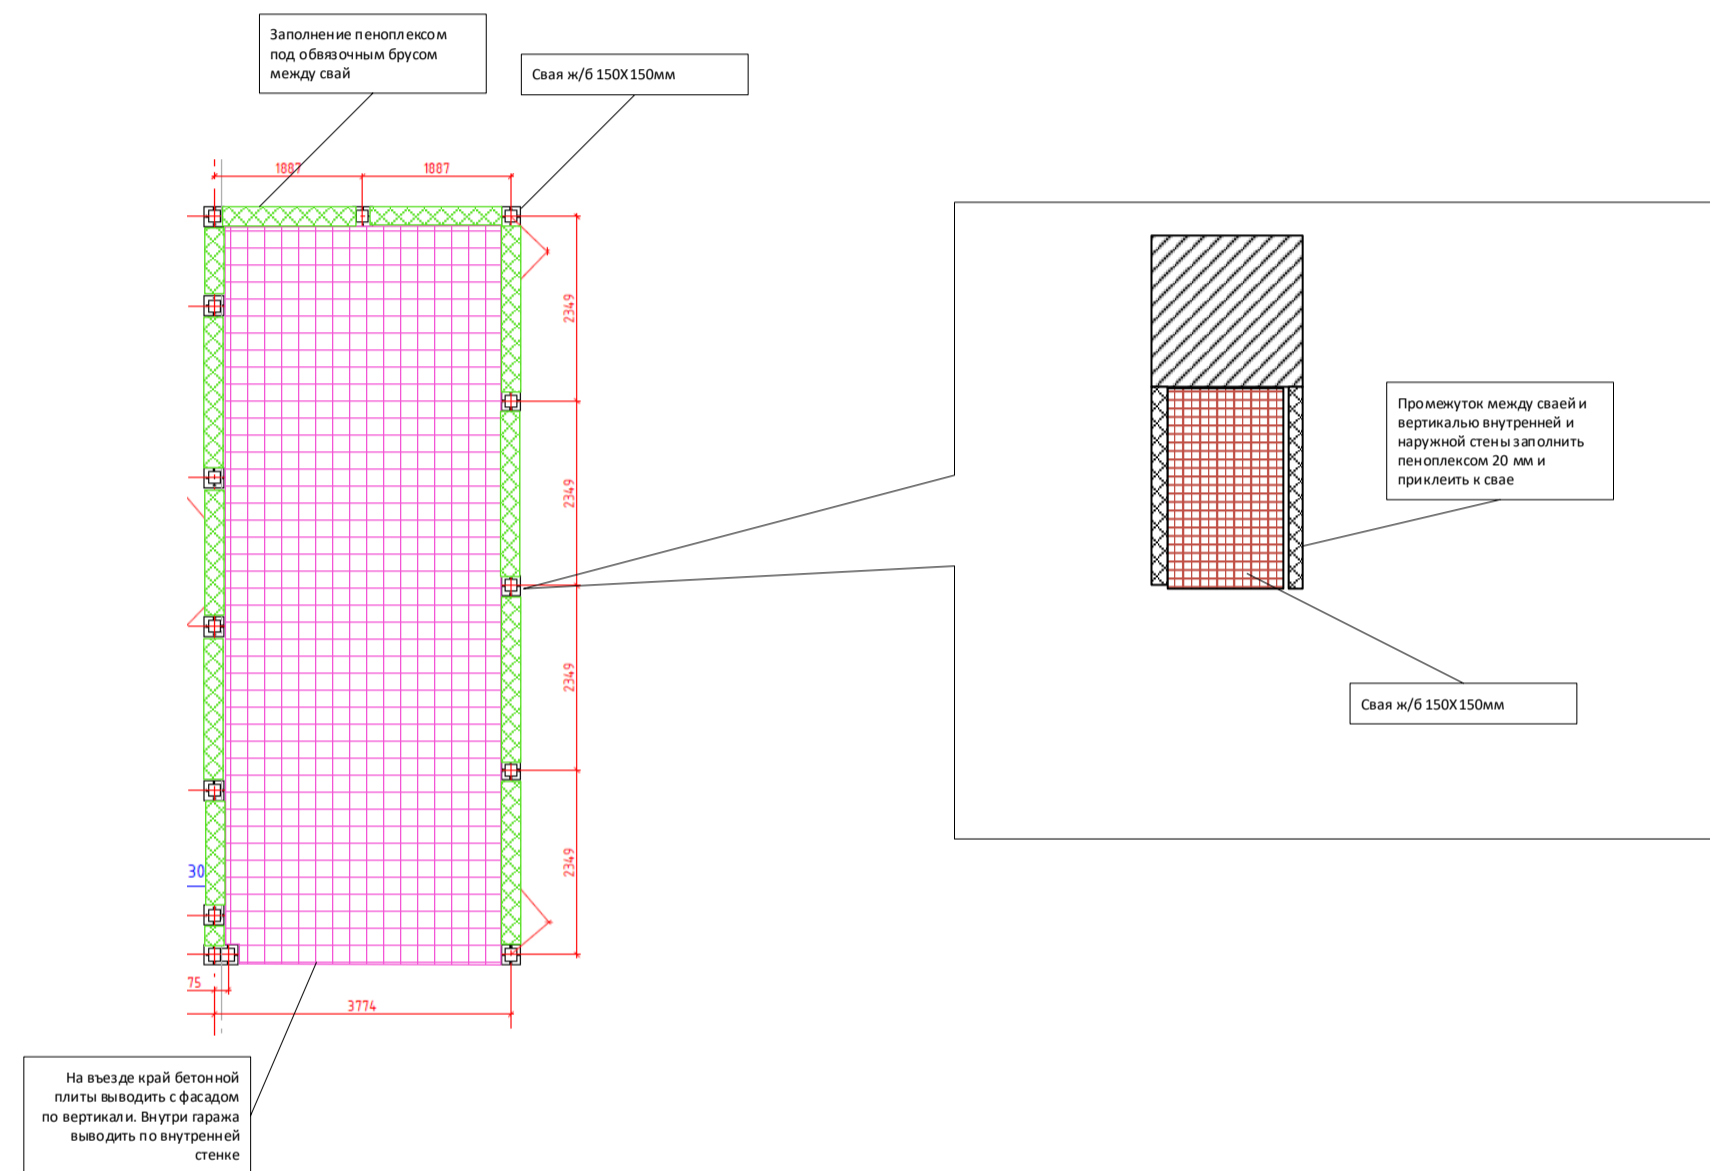 Заполнение пеноплексом
под обвязочным брусом
между свай
Свая ж/б 150Х150мм
1887
1887
2349
2349
2349
2349
30
75
3774
На въезде край бетонной
плиты выводить с фасадом
по вертикали. Внутри гаража
выводить по внутренней
стенке
Промежуток между сваей и
вертикалью внутренней и
наружной стены заполнить
пеноплексом 20 мм и
приклеить к свае
Свая ж/б 150Х150мм